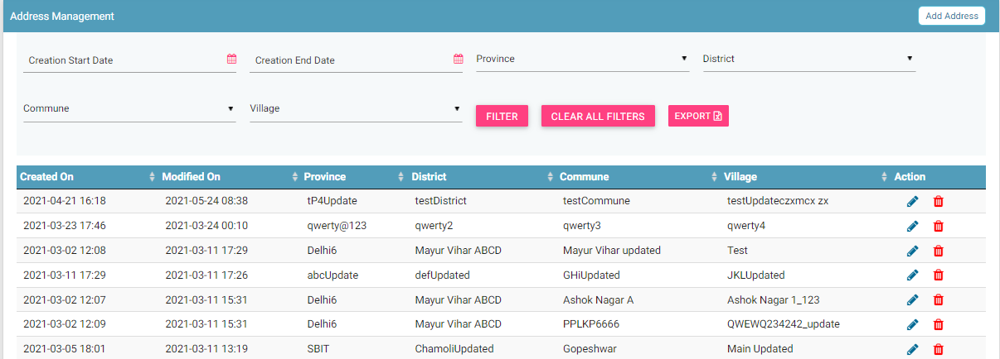 Address Management Add Address
Creation Start Date Creation End Date Province District
Commune Village FILTER CLEAR ALL FILTERS EXPORT
Created On Modified On Province District Commune Village Action
2021-04-21 16:18 2021-05-24 08:38 tP4Update testDistrict testCommune testUpdateczxmcx zx
2021-03-23 17:46 2021-03-24 00:10 qwerty@123 qwerty2 qwerty3 qwerty4
2021-03-02 12:08 2021-03-11 17:29 Delhi6 Mayur Vihar ABCD Mayur Vihar updated Test
2021-03-11 17:29 2021-03-11 17:26 abcUpdate defUpdated GHiUpdated JKLUpdated
2021-03-02 12:07 2021-03-11 15:31 Delhi6 Mayur Vihar ABCD Ashok Nagar A Ashok Nagar 1_123
2021-03-02 12:09 2021-03-11 15:31 Delhi6 Mayur Vihar ABCD PPLKP6666 QWEWQ234242_update
2021-03-05 18:01 2021-03-11 13:19 SBIT ChamoliUpdated Gopeshwar Main Updated